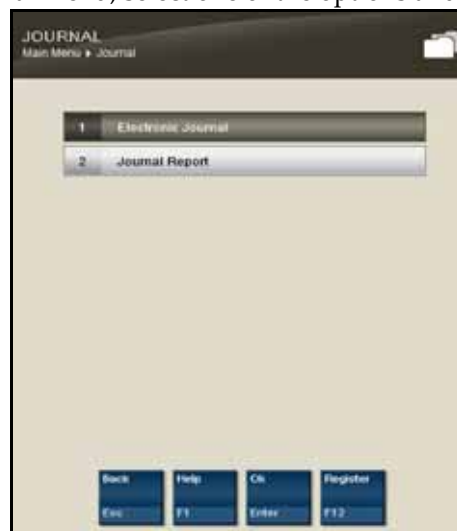 JOURNAL
Main Menu ▸ Journal
1 Electronic Journal
2 Journal Report
Back Help Ok Register
Esc F1 Enter F12